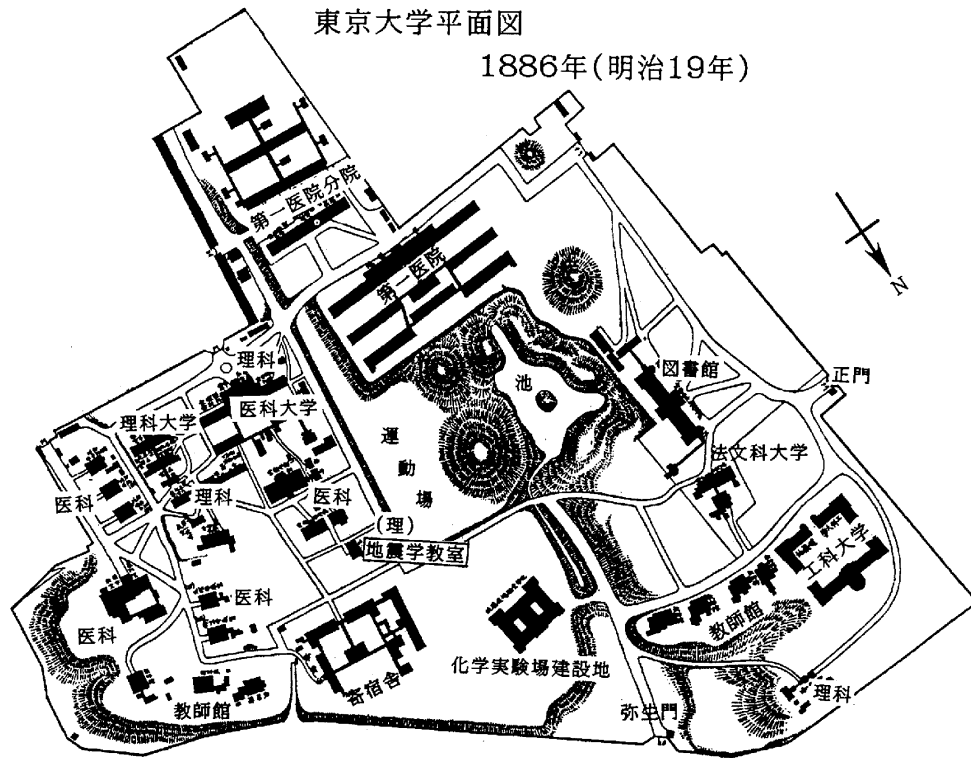 東京大学平面図
1886年(明治19年)
第一医院分院
第一医院
N
理科
池
図書館
正門
医科大学
理科大学
運動場
法文科大学
医科
理科
医科
(理)
地震学教室
工科大学
医科
教師館
医科
化学実験場建設地
寄宿舎
教師館
理科
弥生門